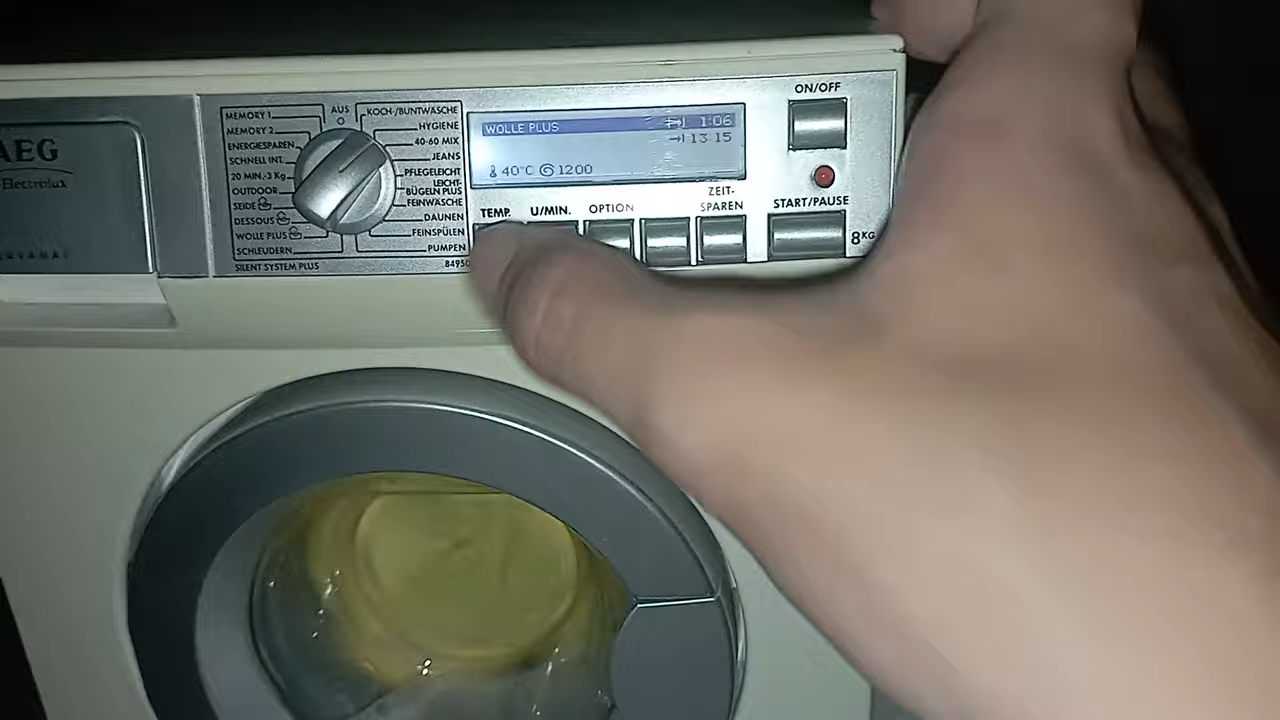 AEG
Electrolux
LAVAMAT
MEMORY 1
MEMORY 2
ENERGIESPAREN
SCHNELL INT.
20 MIN.-3 Kg
OUTDOOR
SEIDE
DESSOUS
WOLLE PLUS
SCHLEUDERN
SILENT SYSTEM PLUS
AUS
KOCH-/BUNTWÄSCHE
HYGIENE
40-60 MIX
JEANS
PFLEGELEICHT
LEICHT-
BÜGELN PLUS
FEINWÄSCHE
DAUNEN
FEINSPÜLEN
PUMPEN
84950
WOLLE PLUS 1:06
13:15
40°C 1200
TEMP.
U/MIN.
OPTION
ZEIT-
SPAREN
ON/OFF
START/PAUSE
8KG